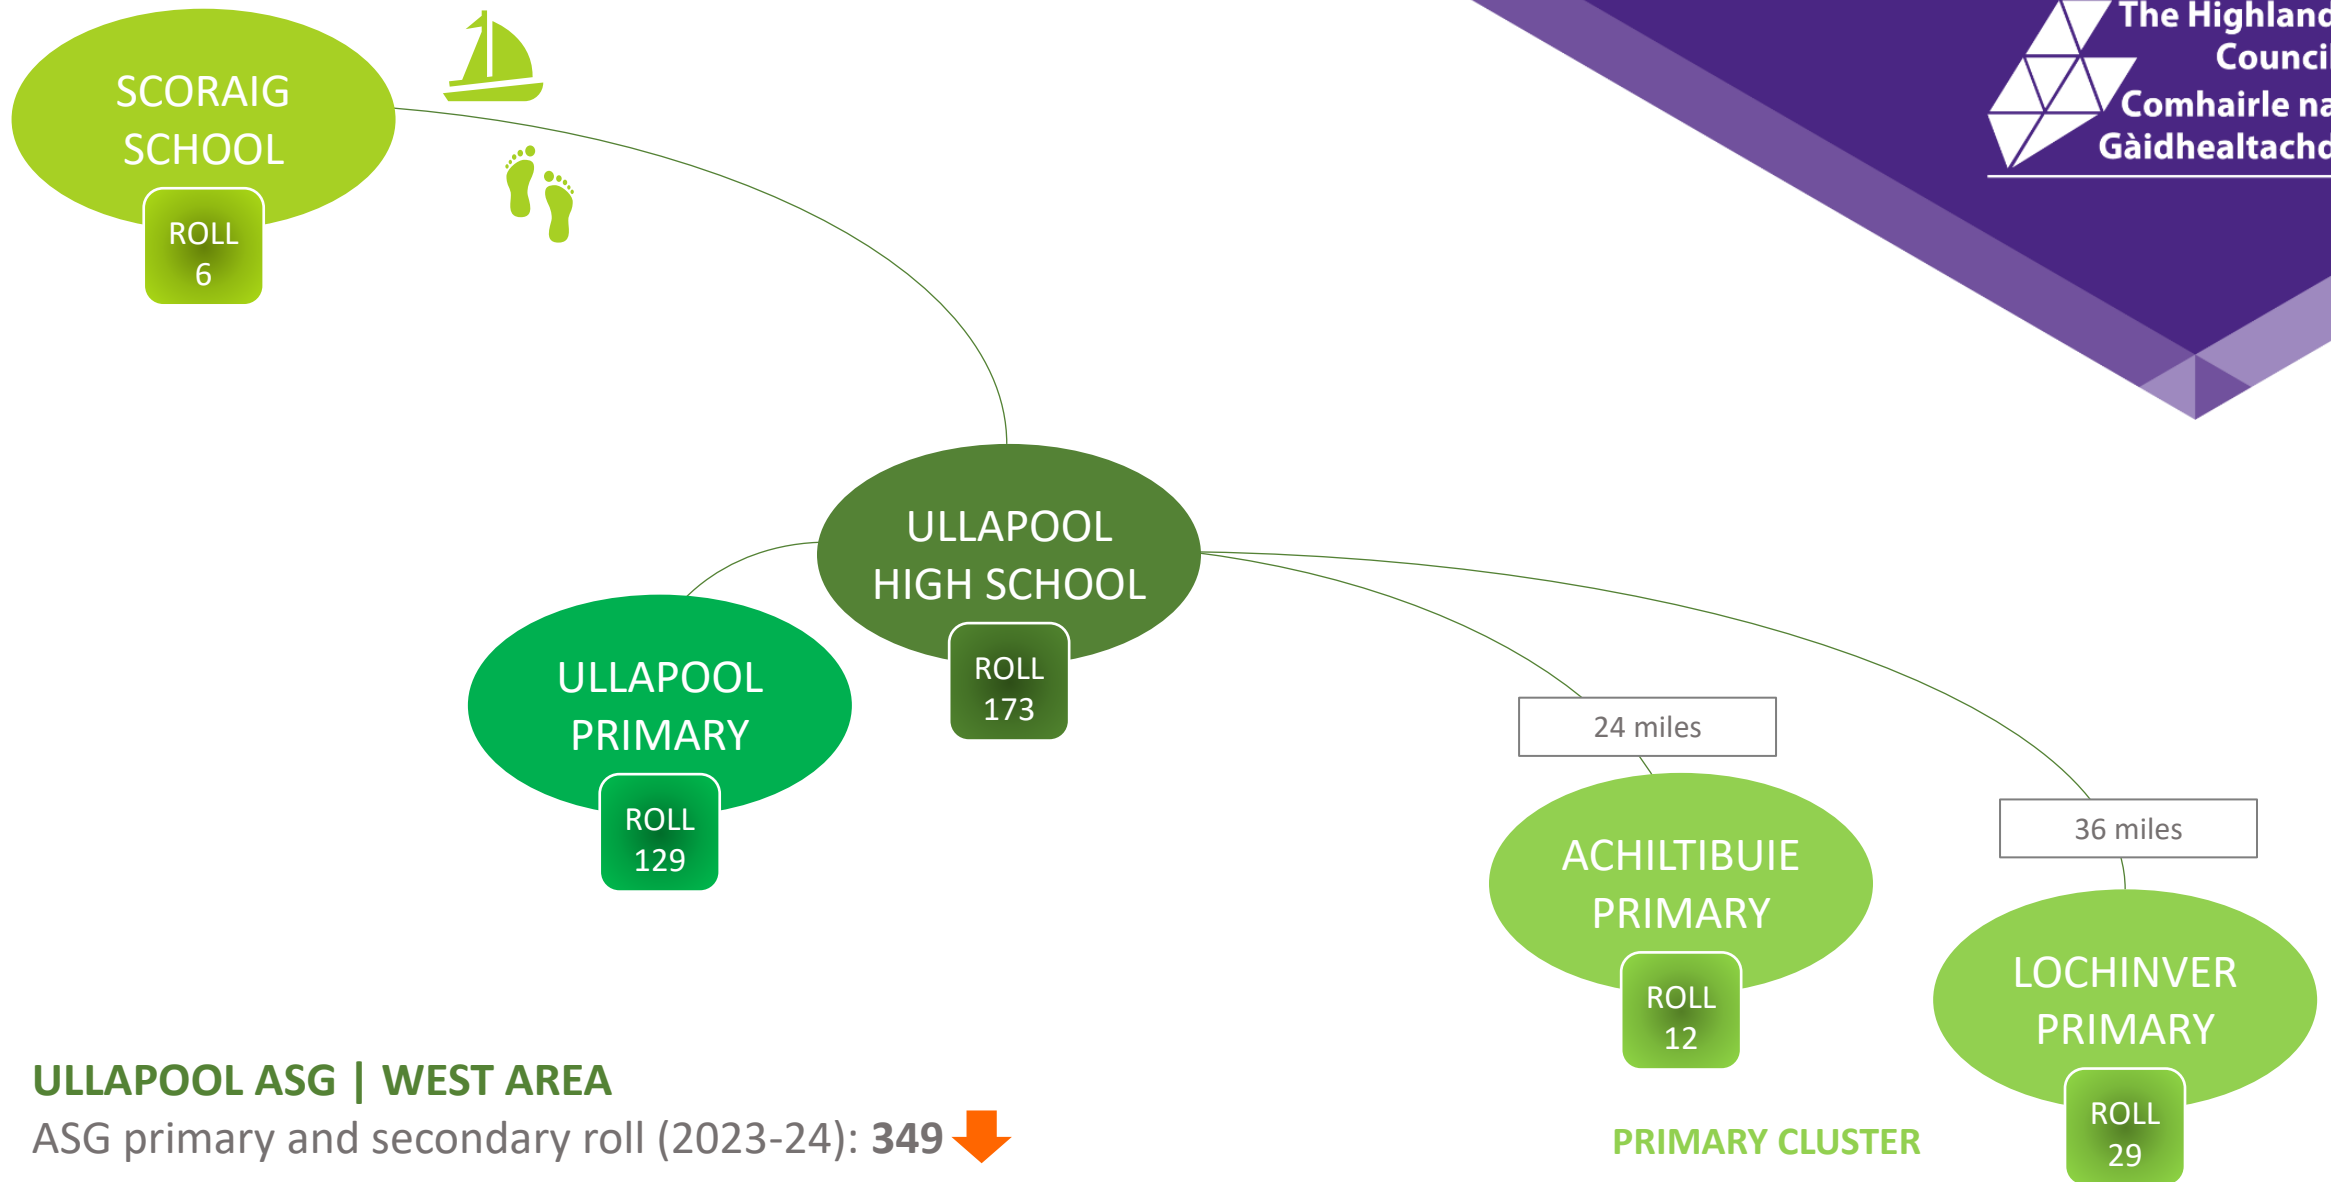 SCORAIG
SCHOOL
ROLL
6
The Highland
Council
Comhairle na
Gàidhealtachd
ULLAPOOL
HIGH SCHOOL
ROLL
173
ULLAPOOL
PRIMARY
ROLL
129
24 miles
ACHILTIBUIE
PRIMARY
ROLL
12
36 miles
LOCHINVER
PRIMARY
ROLL
29
PRIMARY CLUSTER
ULLAPOOL ASG | WEST AREA
ASG primary and secondary roll (2023-24): 349